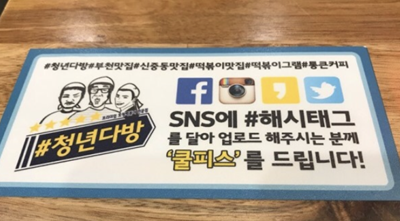 #청년다방#부천맛집#신중동맛집#떡볶이맛집#떡볶이그램#통큰커피
SNS에 #해시태그
를 달아 업로드 해주시는 분께
'쿨피스'를 드립니다!
#청년다방